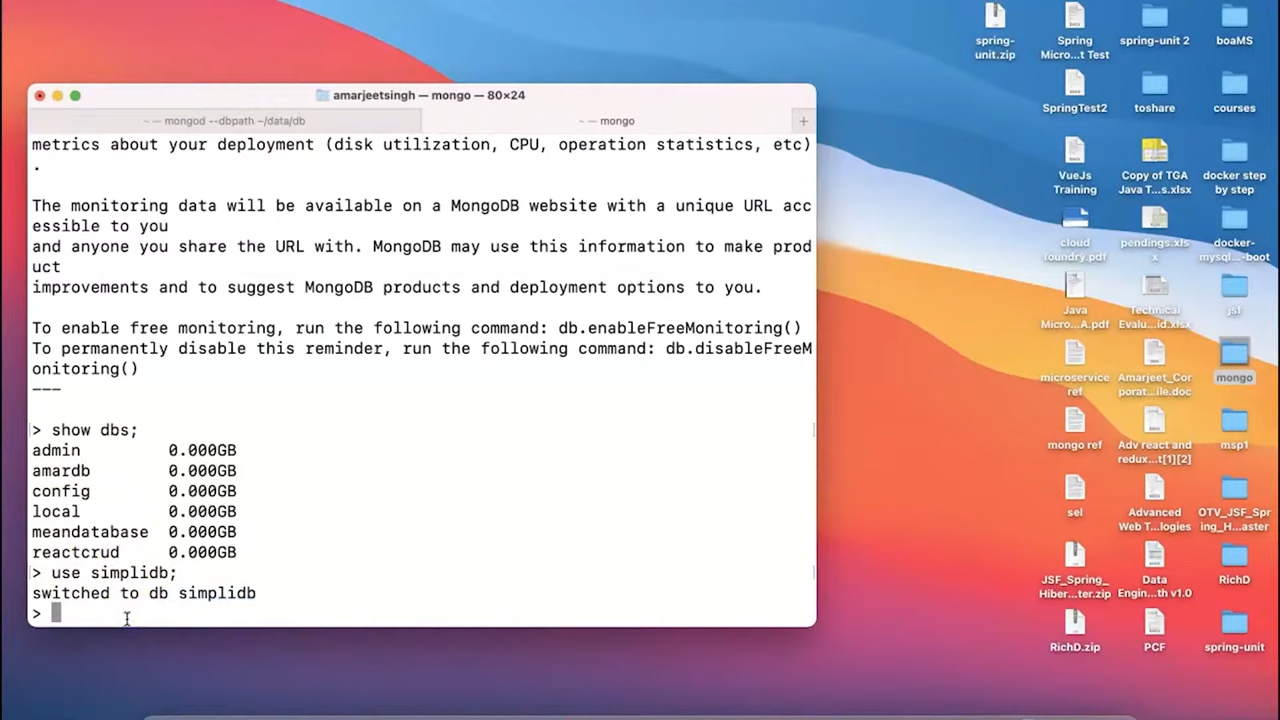 amarjeetsingh — mongo — 80×24
~ — mongod --dbpath ~/data/db
~ — mongo
+
metrics about your deployment (disk utilization, CPU, operation statistics, etc)
.
The monitoring data will be available on a MongoDB website with a unique URL acc
essible to you
and anyone you share the URL with. MongoDB may use this information to make prod
uct
improvements and to suggest MongoDB products and deployment options to you.
To enable free monitoring, run the following command: db.enableFreeMonitoring()
To permanently disable this reminder, run the following command: db.disableFreeM
onitoring()
---
> show dbs;
admin 0.000GB
amardb 0.000GB
config 0.000GB
local 0.000GB
meandatabase 0.000GB
reactcrud 0.000GB
> use simplidb;
switched to db simplidb
>
spring-
unit.zip
Spring
Micro...t Test
spring-unit 2
boaMS
SpringTest2
toshare
courses
VueJs
Training
Copy of TGA
Java T...s.xlsx
docker step
by step
cloud
foundry.pdf
pendings.xls
x
docker-
mysql...-boot
Java
Micro...A.pdf
Technical
Evalu...id.xlsx
jsf
microservice
ref
Amarjeet_Cor
porat...ile.doc
mongo
mongo ref
Adv react and
redux...t[1][2]
msp1
sel
Advanced
Web T...logies
OTV_JSF_Spr
ing_H...aster
JSF_Spring_
Hiber...ter.zip
Data
Engin...th v1.0
RichD
RichD.zip
PCF
spring-unit